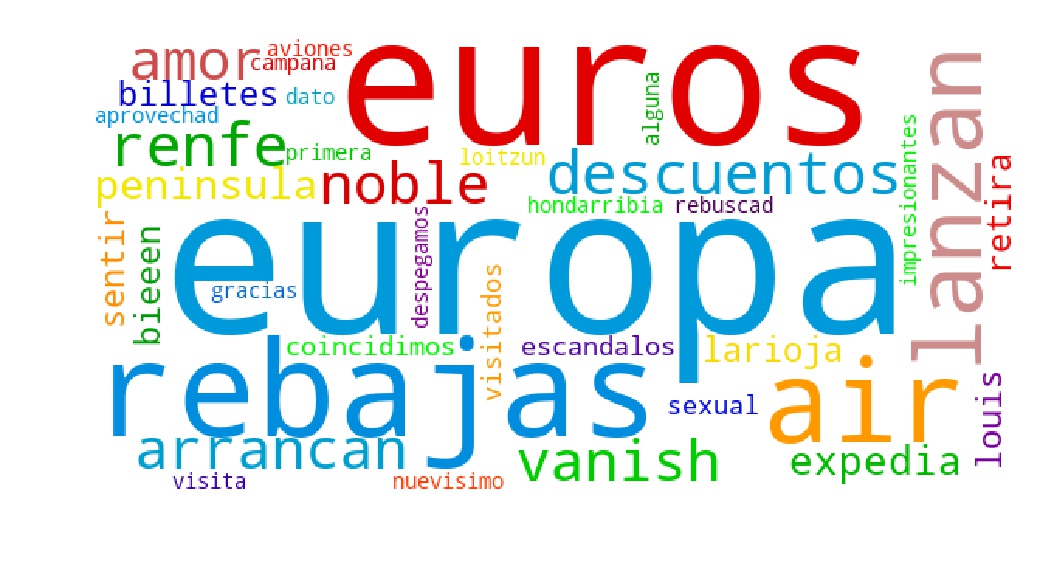 aviones
amor
euros
campana
billetes
dato
alguna
lanzan
aprovechad
renfe
primera
loitzun
descuentos
impresionantes
retira
peninsula
noble
hondarribia
rebuscad
sentir
bieeen
europa
despegamos
gracias
visitados
coincidimos
escandalos
larioja
rebajas
air
sexual
louis
arrancan
vanish
expedia
visita
nuevisimo